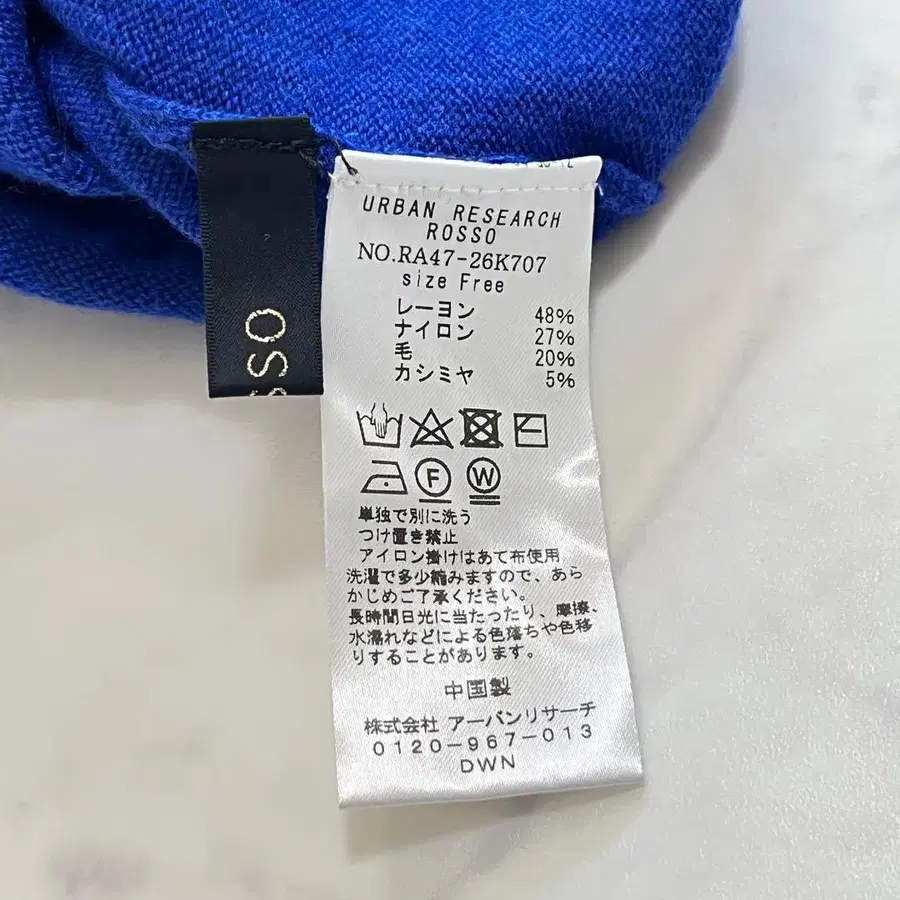 URBAN RESEARCH
ROSSO
NO.RA47-26K707
size Free
レーヨン 48%
ナイロン 27%
毛 20%
カシミヤ 5%
F W
単独で別に洗う
つけ置き禁止
アイロン掛けはあて布使用
洗濯で多少縮みますので、あら
かじめご了承ください。
長時間日光に当たったり、摩擦、
水濡れなどによる色落ちや色移
りすることがあります。
中国製
株式会社 アーバンリサーチ
0120-967-013
DWN
SSO